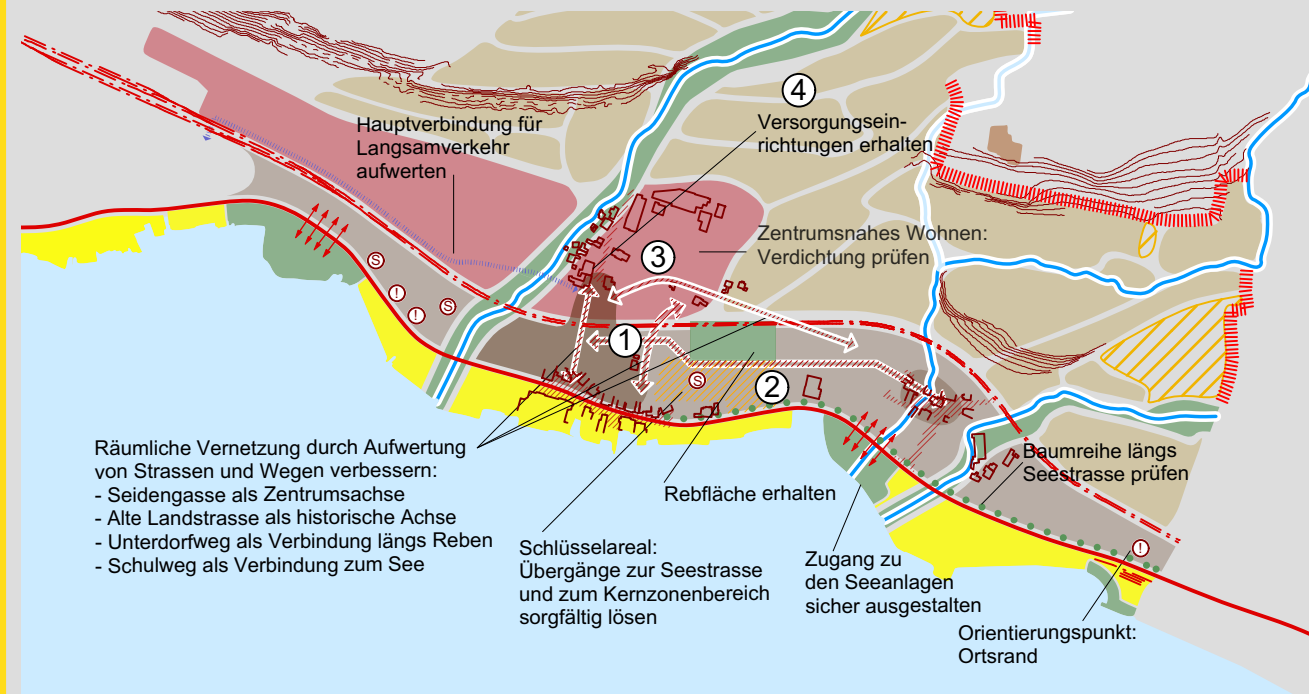 4
Versorgungsein-
richtungen erhalten
Hauptverbindung für
Langsamverkehr
aufwerten
Zentrumsnahes Wohnen:
Verdichtung prüfen
3
S
!
!
S
1
S
2
Räumliche Vernetzung durch Aufwertung
von Strassen und Wegen verbessern:
- Seidengasse als Zentrumsachse
- Alte Landstrasse als historische Achse
- Unterdorfweg als Verbindung längs Reben
- Schulweg als Verbindung zum See
Schlüsselareal:
Übergänge zur Seestrasse
und zum Kernzonenbereich
sorgfältig lösen
Rebfläche erhalten
Zugang zu
den Seeanlagen
sicher ausgestalten
Baumreihe längs
Seestrasse prüfen
!
Orientierungspunkt:
Ortsrand